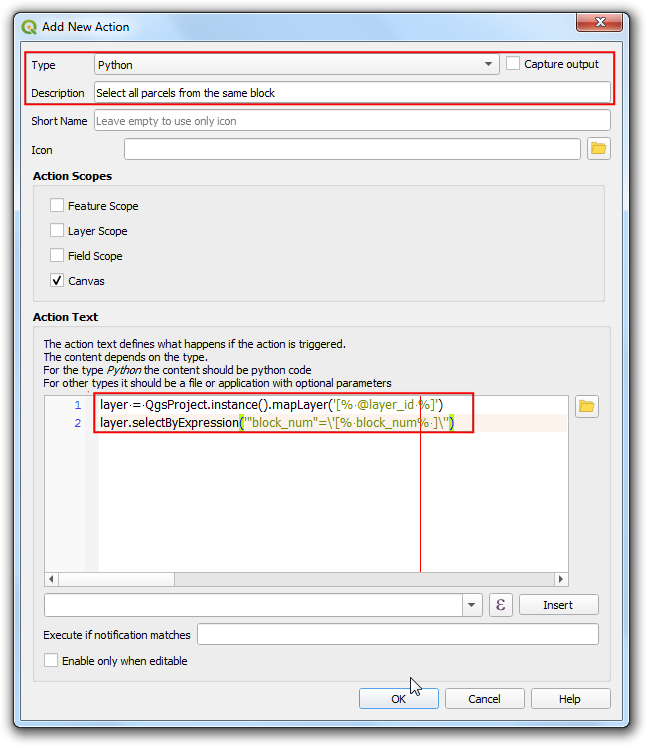 Add New Action
Type Python Capture output
Description Select all parcels from the same block
Short Name Leave empty to use only icon
Icon
Action Scopes
Feature Scope
Layer Scope
Field Scope
Canvas
Action Text
The action text defines what happens if the action is triggered.
The content depends on the type.
For the type Python the content should be python code
For other types it should be a file or application with optional parameters
1 layer·=·QgsProject.instance().mapLayer('[%·@layer_id·%]')
2 layer.selectByExpression('"block_num"=\'[%·block_num%·]\'')
ε Insert
Execute if notification matches
Enable only when editable
OK Cancel Help